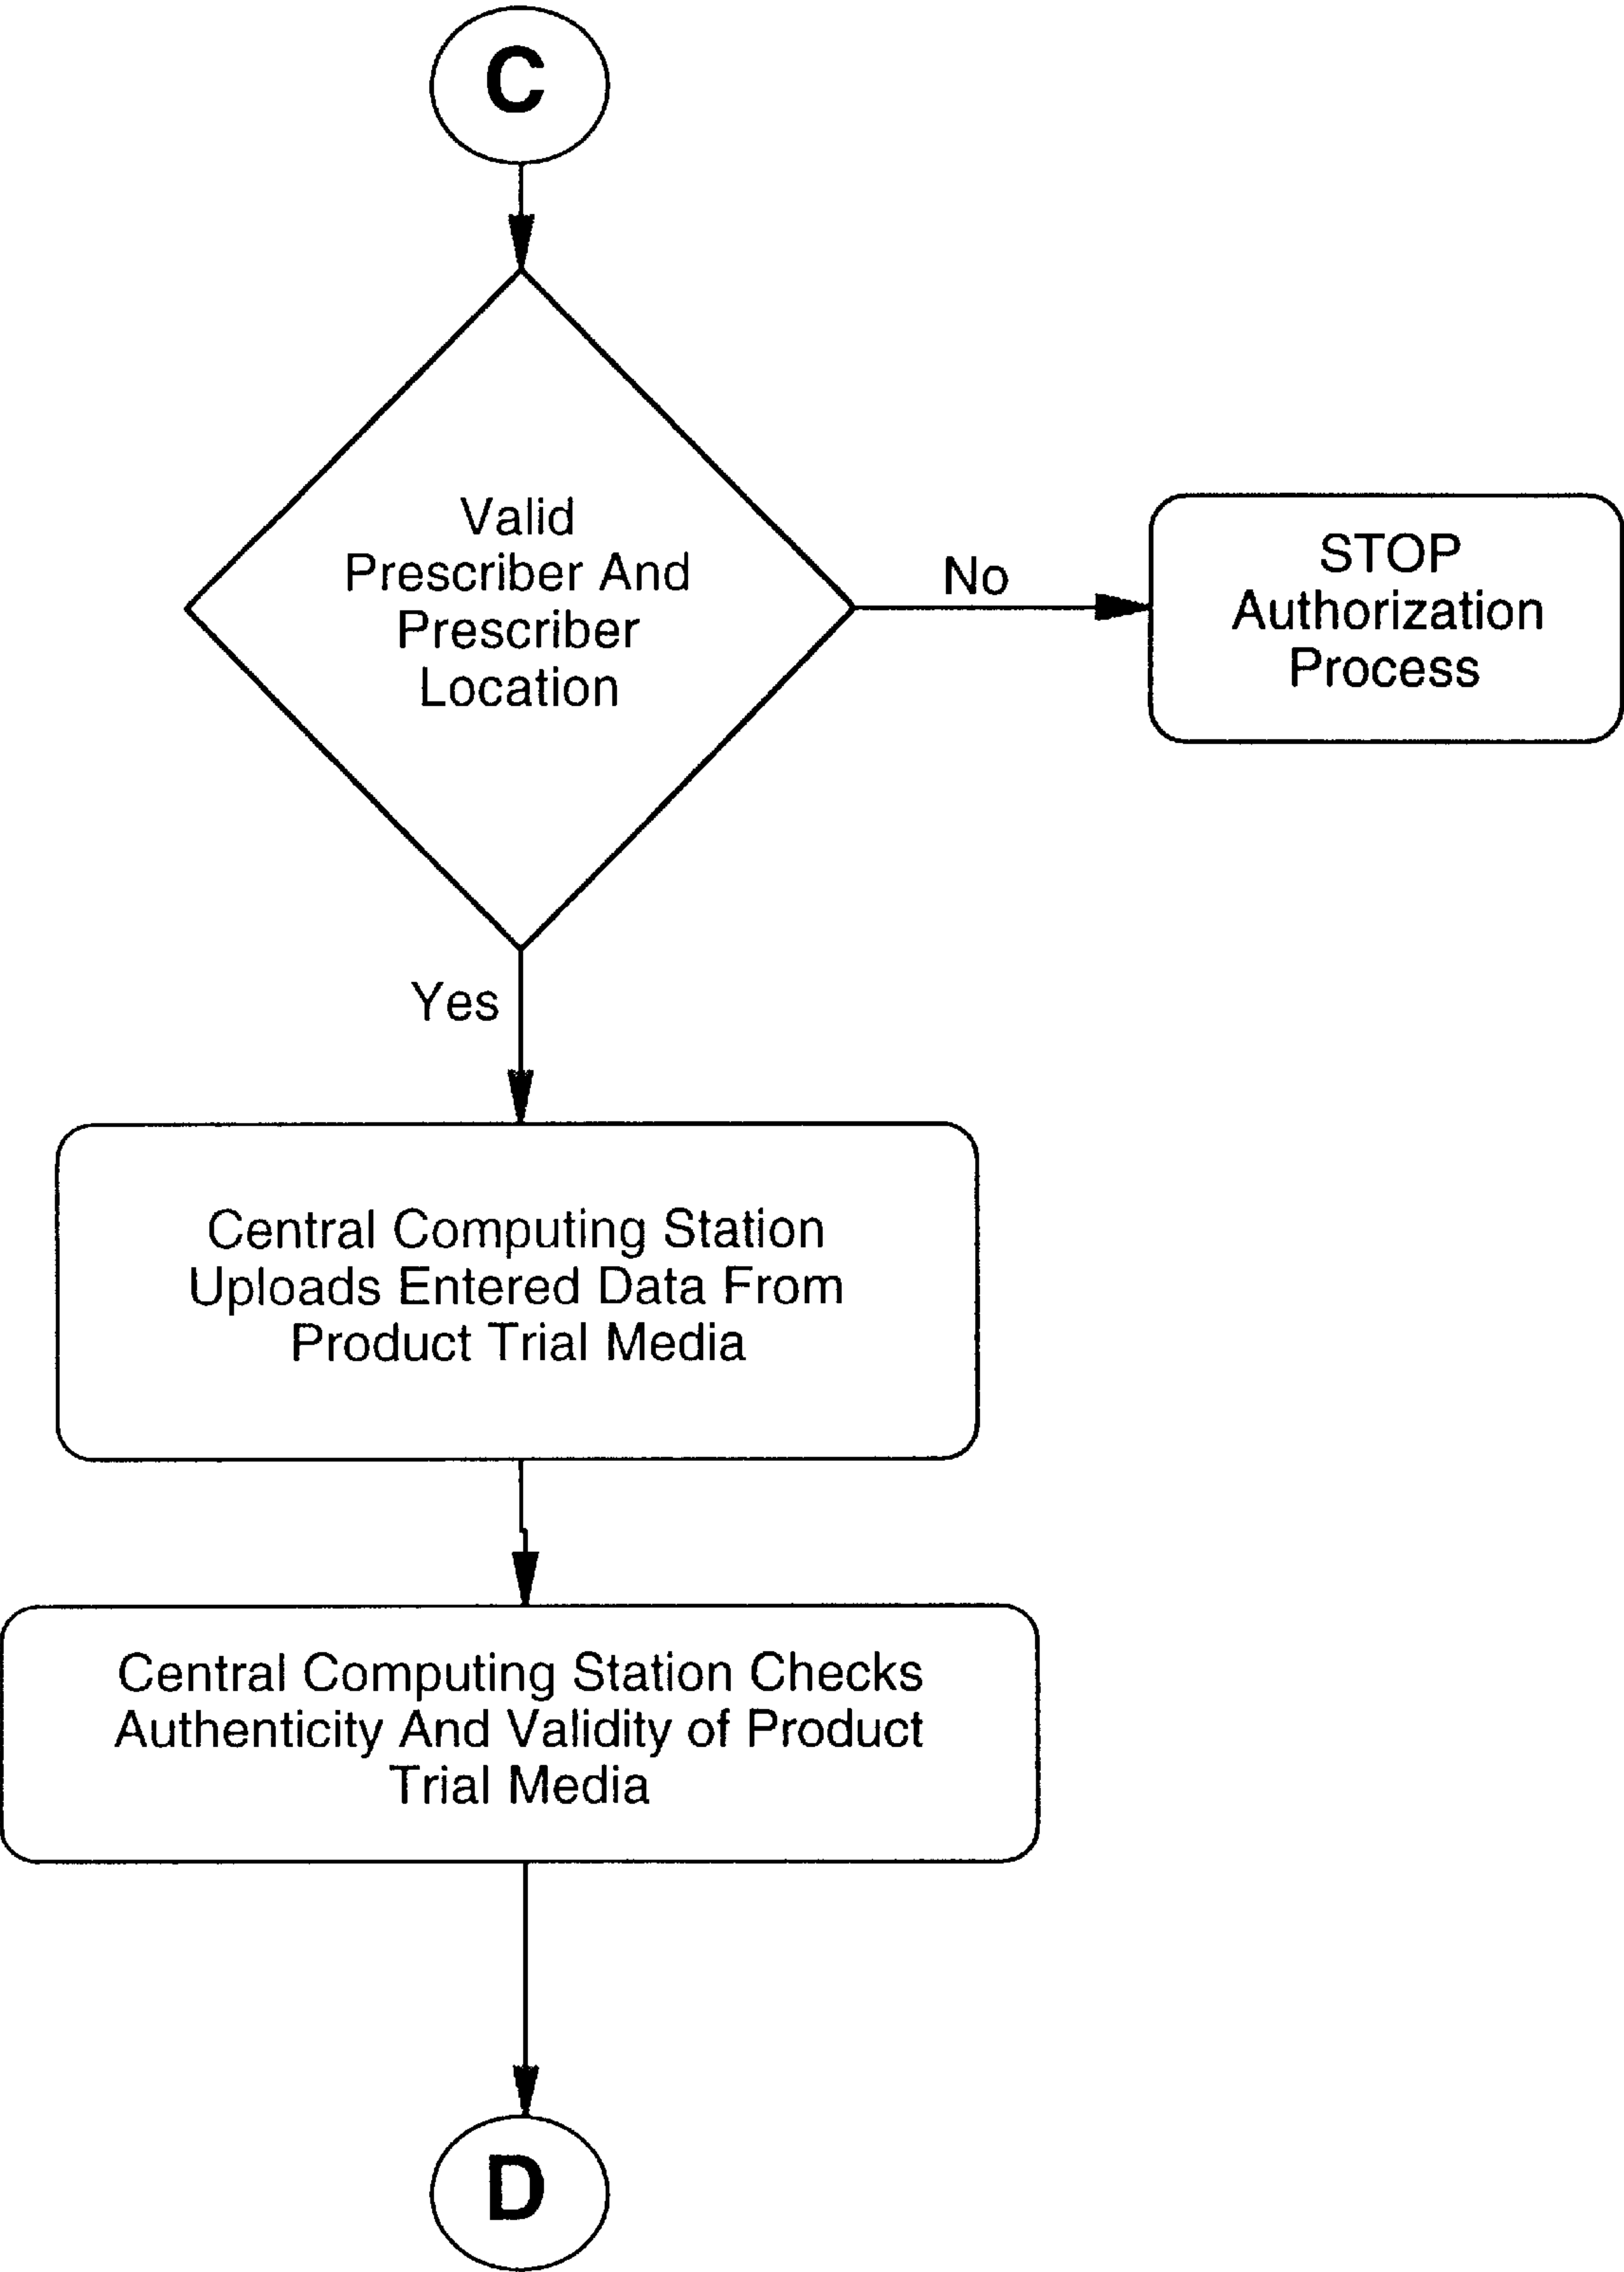 C
Valid
Prescriber And
Prescriber
Location
No
STOP
Authorization
Process
Yes
Central Computing Station
Uploads Entered Data From
Product Trial Media
Central Computing Station Checks
Authenticity And Validity of Product
Trial Media
D